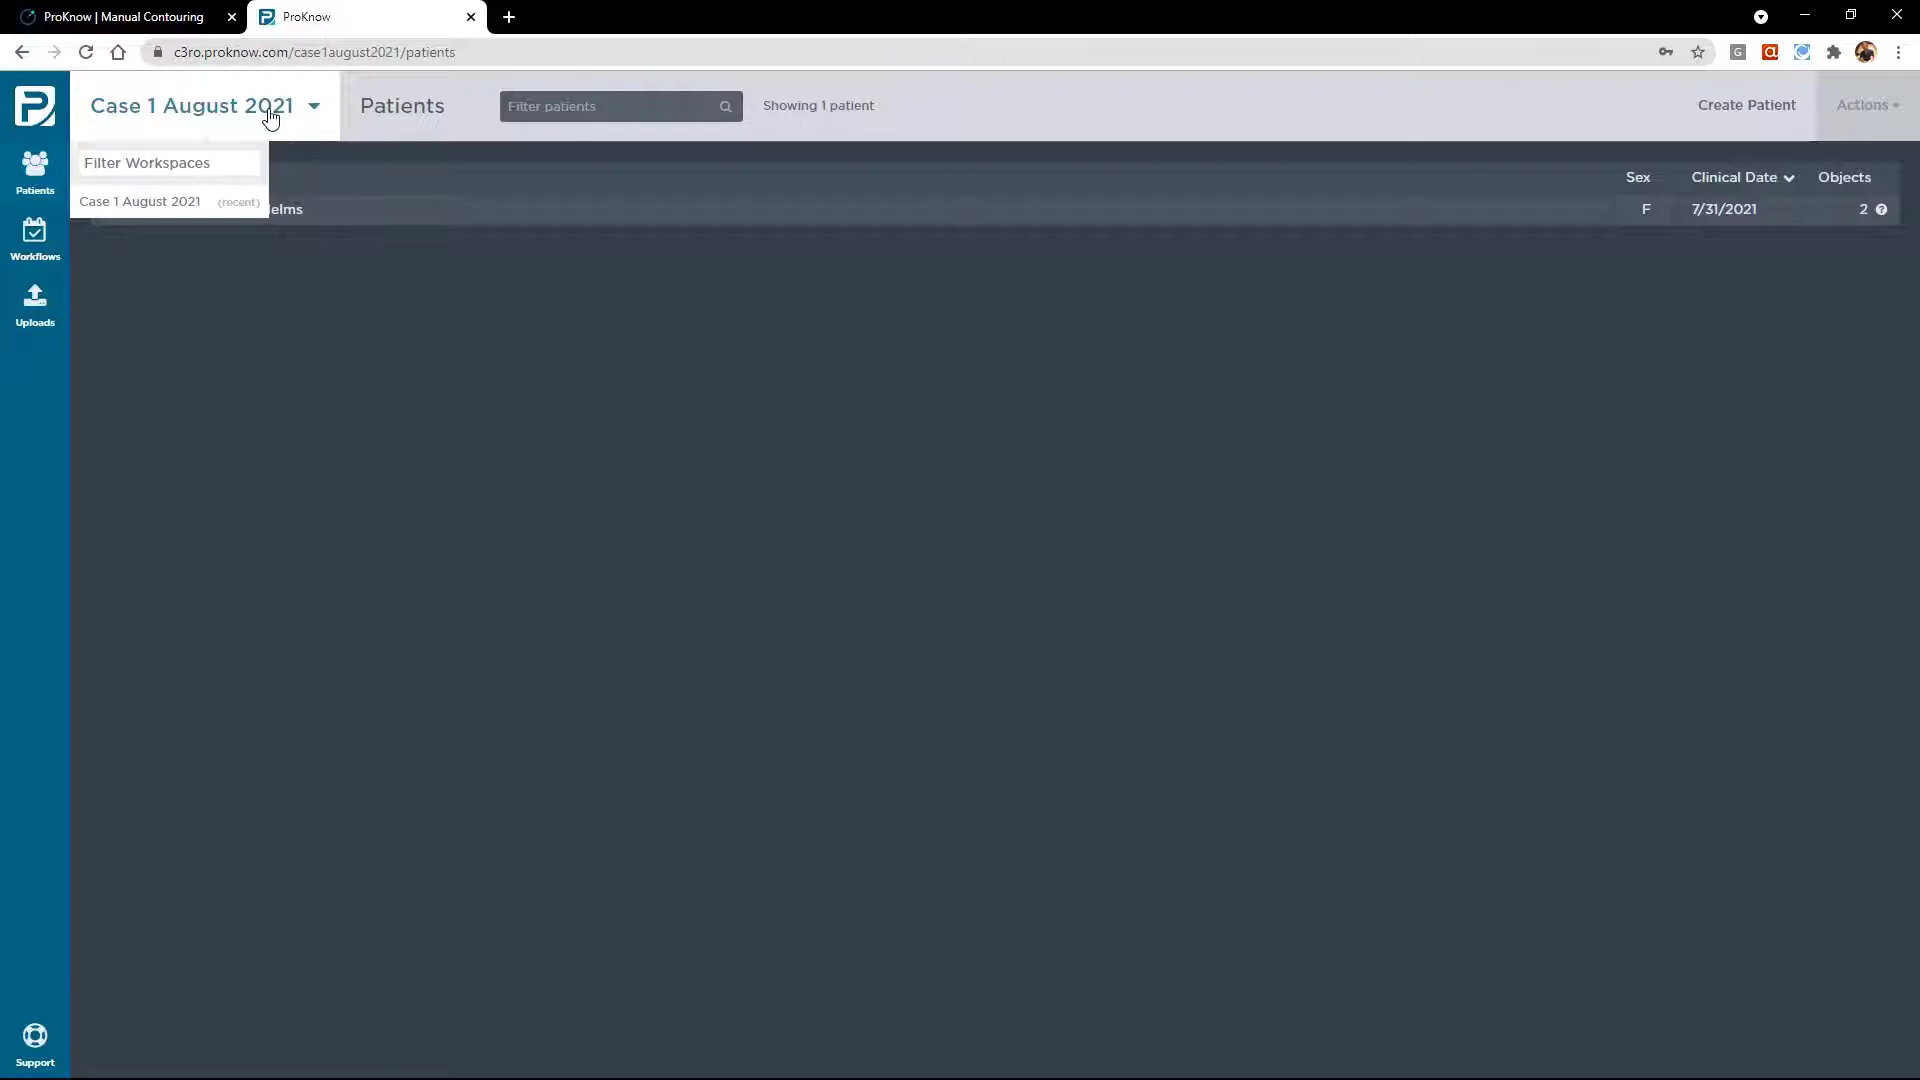 ProKnow | Manual Contouring
ProKnow
c3ro.proknow.com/case1august2021/patients
Case 1 August 2021
Patients
Filter patients
Showing 1 patient
Create Patient
Actions
Filter Workspaces
Case 1 August 2021 (recent)
Sex Clinical Date Objects
elms F 7/31/2021 2
Patients
Workflows
Uploads
Support